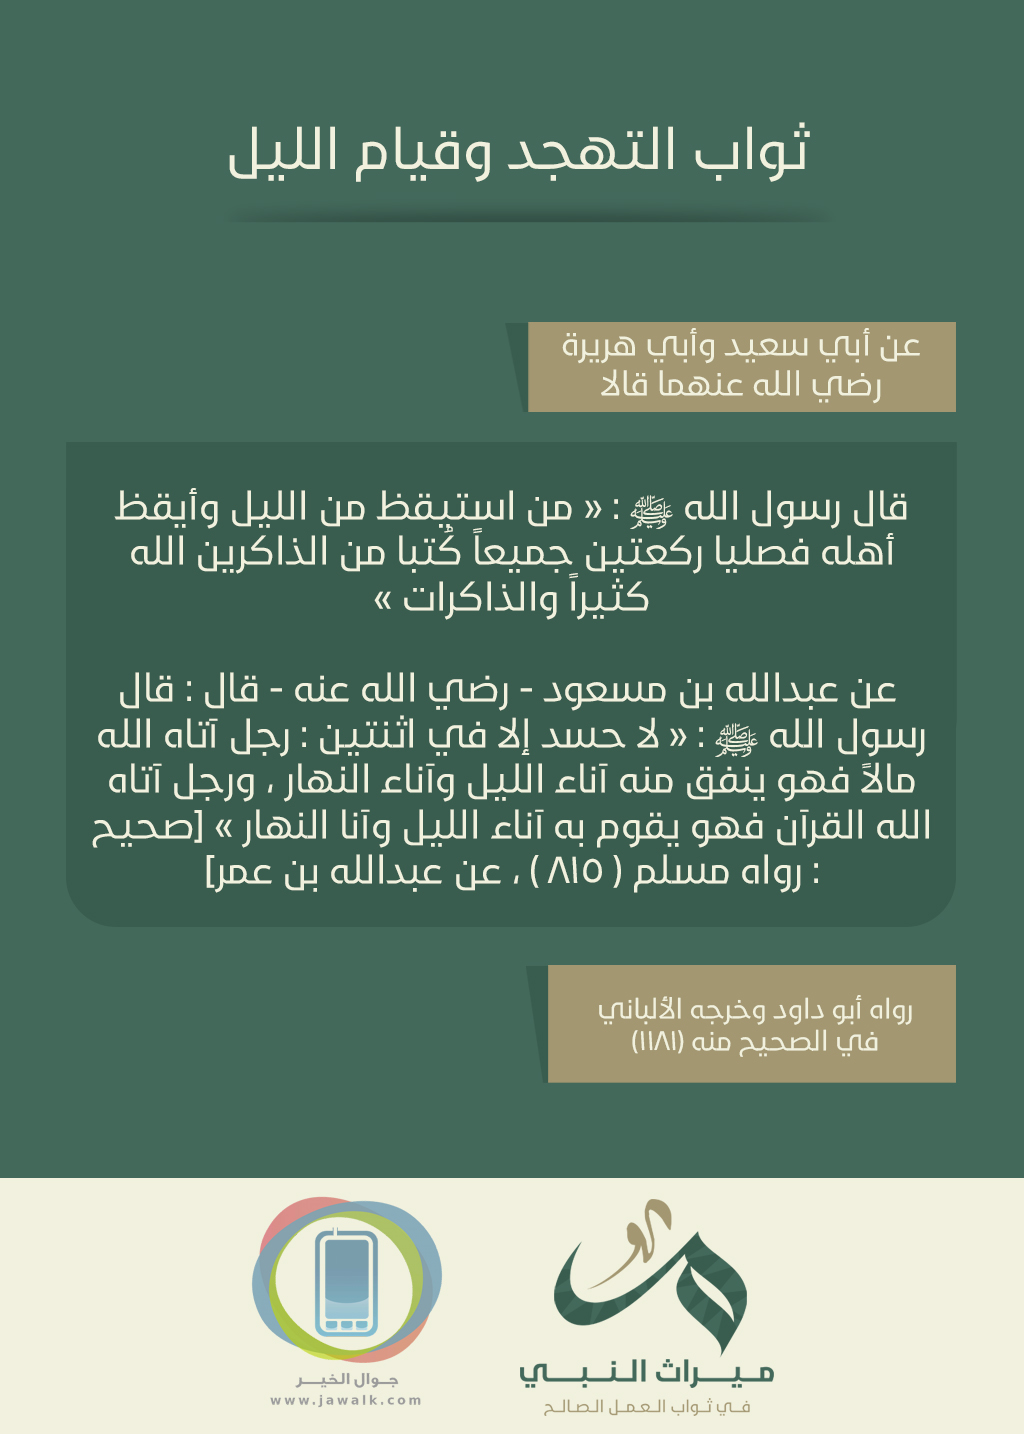 ثواب التهجد وقيام الليل
عن أبي سعيد وأبي هريرة
رضي الله عنهما قالا
قال رسول الله ﷺ : « من استيقظ من الليل وأيقظ
أهله فصليا ركعتين جميعاً كُتبا من الذاكرين الله
كثيراً والذاكرات »
عن عبدالله بن مسعود - رضي الله عنه - قال : قال
رسول الله ﷺ : « لا حسد إلا في اثنتين : رجل آتاه الله
مالاً فهو ينفق منه آناء الليل وآناء النهار ، ورجل آتاه
الله القرآن فهو يقوم به آناء الليل وآنا النهار » [صحيح
: رواه مسلم ( ٨١٥ ) ، عن عبدالله بن عمر]
رواه أبو داود وخرجه الألباني
في الصحيح منه (١١٨١)
ميراث النبي
في ثواب العمل الصالح
جوال الخير
www.jawalk.com